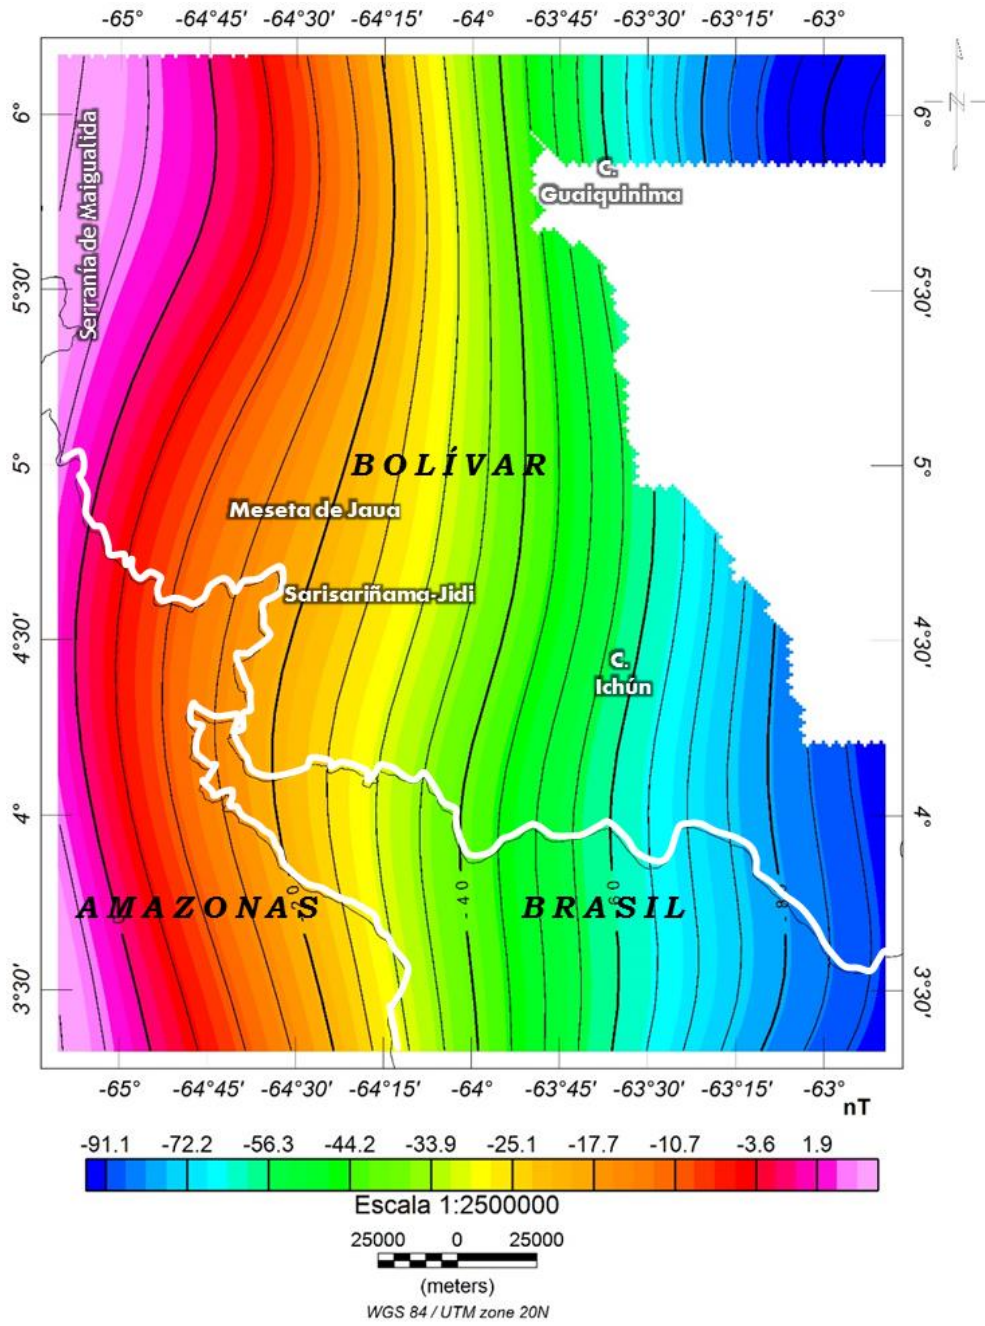 -65° -64°45' -64°30' -64°15' -64° -63°45' -63°30' -63°15' -63°
6° 6°
N
Serranía de Maigualida
C.
Guaiquinima
5°30' 5°30'
5° BOLÍVAR 5°
Meseta de Jaua
Sarisariñama-Jidi
4°30' 4°30'
C.
Ichún
4° 4°
-20 -40 -60
AMAZONAS BRASIL
3°30' 3°30'
-65° -64°45' -64°30' -64°15' -64° -63°45' -63°30' -63°15' -63°
nT
-91.1 -72.2 -56.3 -44.2 -33.9 -25.1 -17.7 -10.7 -3.6 1.9
Escala 1:2500000
25000 0 25000
(meters)
WGS 84 / UTM zone 20N